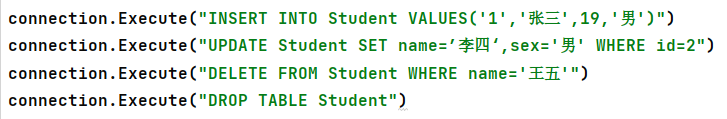 connection.Execute("INSERT INTO Student VALUES('1','张三',19,'男')")
connection.Execute("UPDATE Student SET name=’李四‘,sex='男' WHERE id=2")
connection.Execute("DELETE FROM Student WHERE name='王五'")
connection.Execute("DROP TABLE Student")